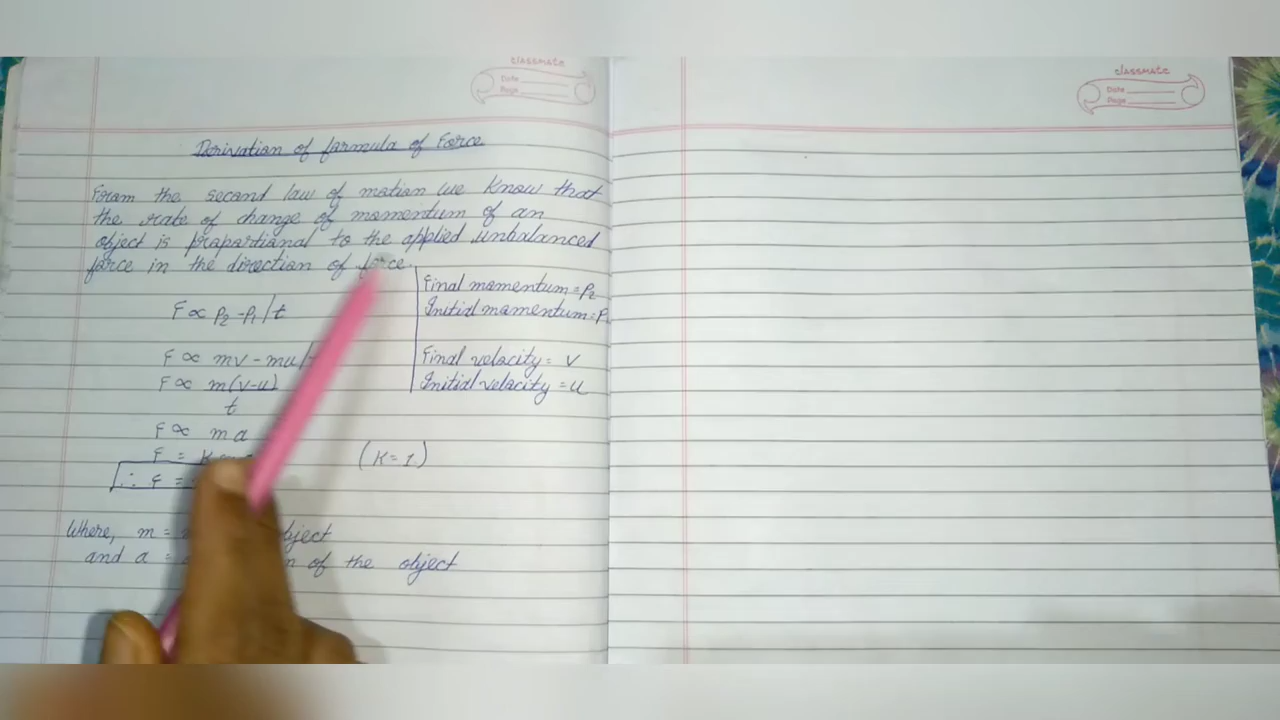 classmate
Date
Page
classmate
Date
Page
Derivation of formula of Force
From the second law of motion we know that
the rate of change of momentum of an
object is proportional to the applied unbalanced
force in the direction of force.
Final momentum = P2
Initial momentum = P
F ∝ P2 - P1/t
F ∝ mv - mu/
Final velocity = v
F ∝ m(v-u)
Initial velocity = u
t
F ∝ ma
F = K (K=1)
∴ F =
Where, m = object
and a = of the object